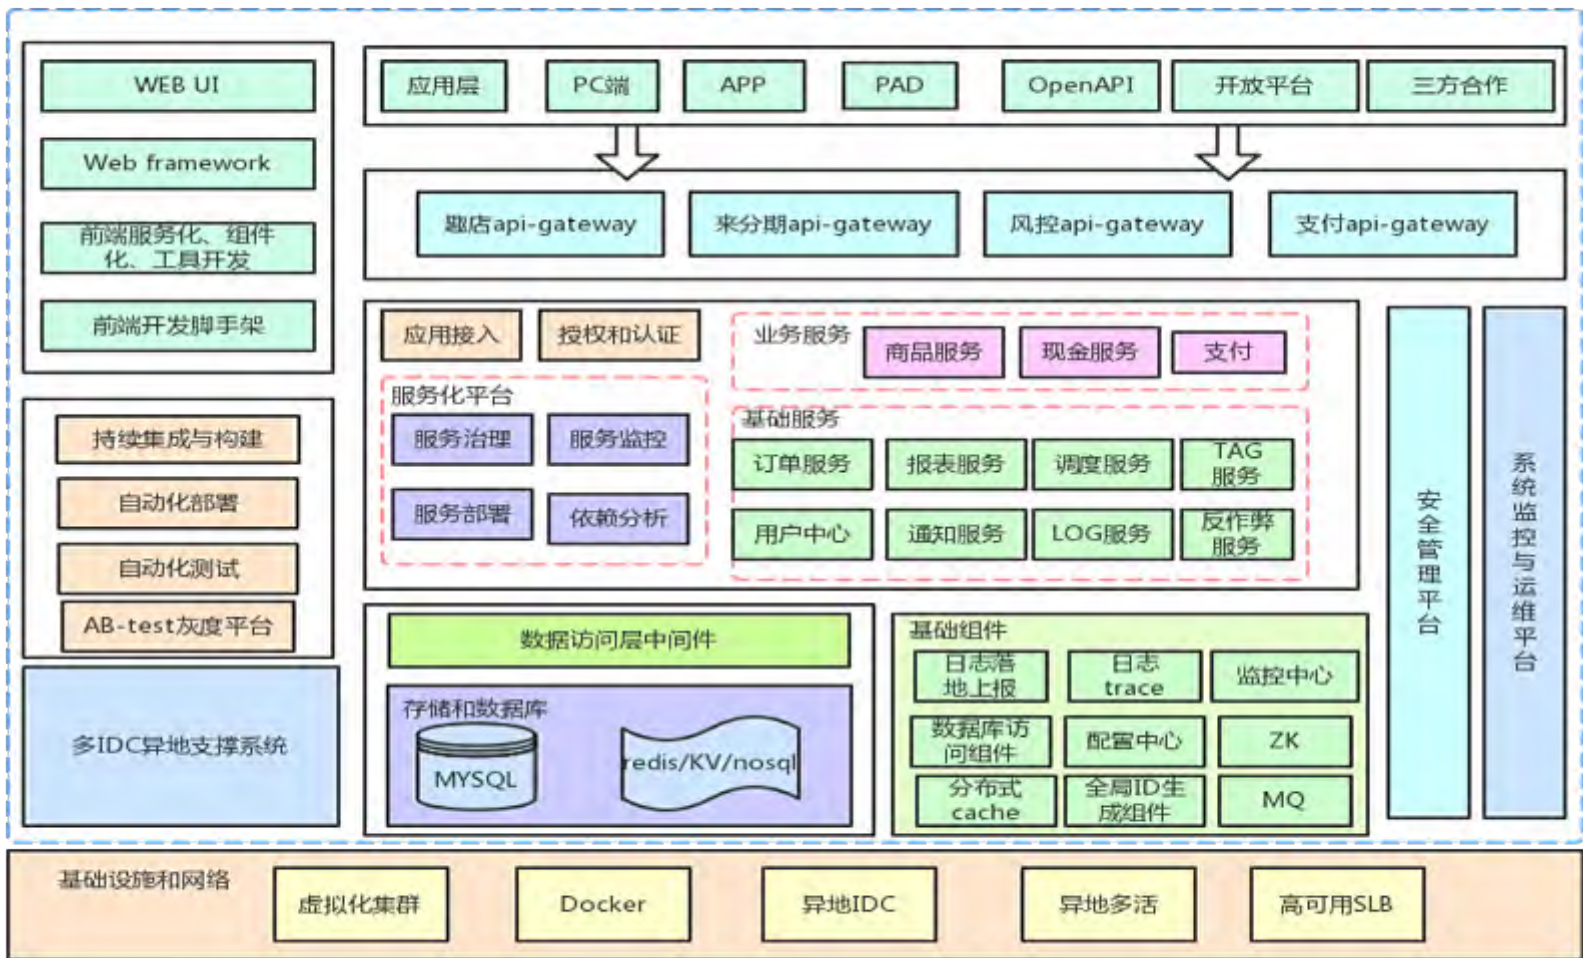 WEB UI
Web framework
前端服务化、组件
化、工具开发
前端开发脚手架
应用层
PC端
APP
PAD
OpenAPI
开放平台
三方合作
趣店api-gateway
来分期api-gateway
风控api-gateway
支付api-gateway
应用接入
授权和认证
业务服务
商品服务
现金服务
支付
服务化平台
服务治理
服务监控
服务部署
依赖分析
基础服务
订单服务
报表服务
调度服务
TAG
服务
用户中心
通知服务
LOG服务
反作弊
服务
持续集成与构建
自动化部署
自动化测试
AB-test灰度平台
多IDC异地支撑系统
数据访问层中间件
存储和数据库
MYSQL
redis/KV/nosql
基础组件
日志落
地上报
日志
trace
监控中心
数据库访
问组件
配置中心
ZK
分布式
cache
全局ID生
成组件
MQ
安全管理平台
系统监控与运维平台
基础设施和网络
虚拟化集群
Docker
异地IDC
异地多活
高可用SLB